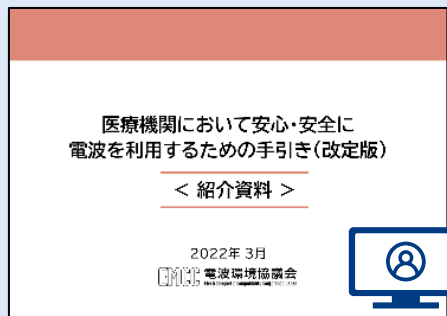 医療機関において安心・安全に
電波を利用するための手引き(改定版)
< 紹介資料 >
2022年 3月
EMCC 電波環境協議会